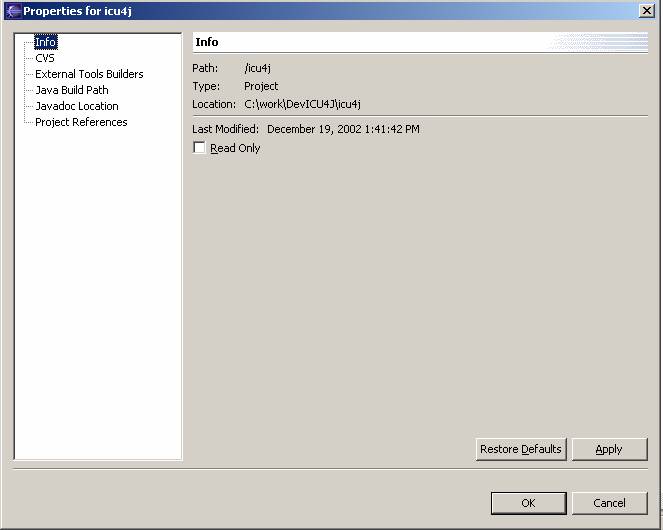 Properties for icu4j
Info
CVS
External Tools Builders
Java Build Path
Javadoc Location
Project References
Info
Path: /icu4j
Type: Project
Location: C:\work\DevICU4J\icu4j
Last Modified: December 19, 2002 1:41:42 PM
Read Only
Restore Defaults Apply
OK Cancel